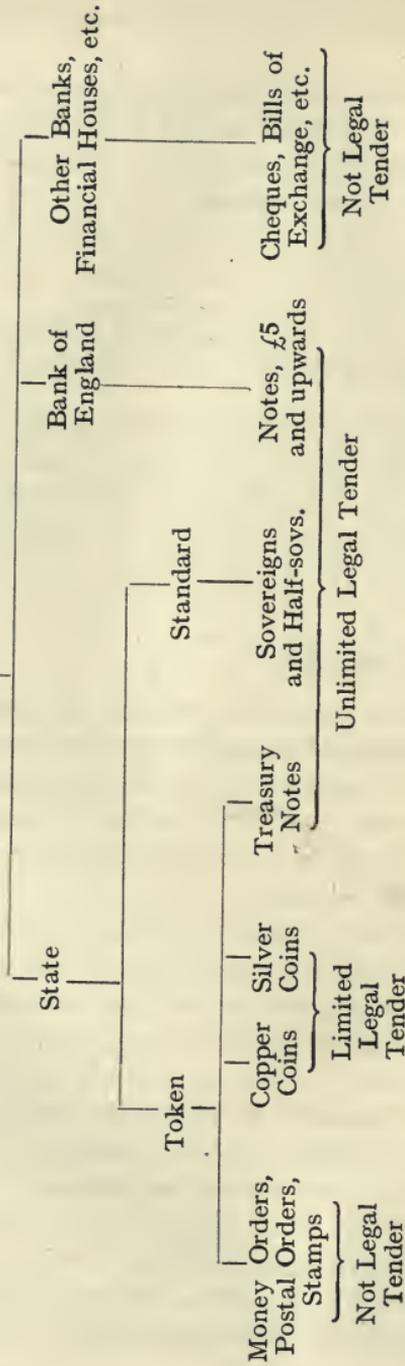 State
Bank of
England
Other Banks,
Financial Houses, etc.
Token
Standard
Money Orders,
Postal Orders,
Stamps
Copper
Coins
Silver
Coins
Treasury
Notes
Sovereigns
and Half-sovs.
Notes, £5
and upwards
Cheques, Bills of
Exchange, etc.
Not Legal
Tender
Limited
Legal
Tender
Unlimited Legal Tender
Not Legal
Tender